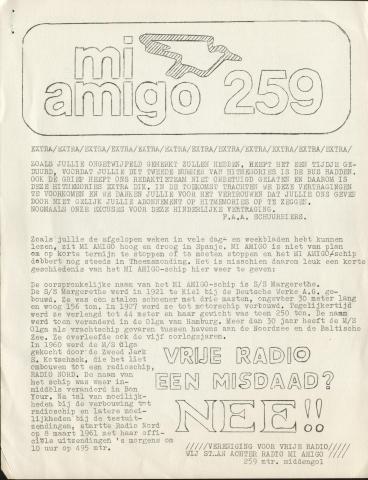 mi
amigo 259
EXTRA/EXTRA/EXTRA/EXTRA/EXTRA/EXTRA/EXTRA/EXTRA/EXTRA/EXTRA/EXTRA/EXTRA/
ZOALS JULLIE ONGETWIJFELD GEMERKT ZULLEN HEBBEN, HEEFT HET EEN TIJDJE GE-
DUURD, VOORDAT JULLIE DIT TWEEDE NUMMER VAN HITMEMORIES IN DE BUS HADDEN.
OOK DE GRIEP HEEFT ONS REDAKTIETEAM NIET ONBETUIGD GELATEN EN DAAROM IS
DEZE HITMEMORIES EXTRA DIK. IN DE TOEKOMST TRACHTEN WE DEZE VERTRAGINGEN
TE VOORKOMEN EN WE DANKEN JULLIE VOOR HET VERTROUWEN DAT JULLIE ONS GEVEN
DOOR NIET GELIJK JULLIE ABONNEMENT OP HITMEMORIES OP TE ZEGGEN.
NOGMAALS ONZE EXCUSES VOOR DEZE HINDERLIJKE VERTRAGING.
F.A.A. SCHUURBIERS.
Zoals jullie de afgelopen weken in vele dag- en weekbladen hebt kunnen
lezen, zit MI AMIGO hoog en droog in Spanje. MI AMIGO is niet van plan
om op korte termijn te stoppen of te moeten stoppen en het MI AMIGO-schip
dobbert nog steeds in Theemsmonding. Het is misschien daarom leuk een korte
geschiedenis van het MI AMIGO-schip hier weer te geven:
De oorspronkelijke naam van het MI AMIGO-schip is S/S Margerethe.
De S/S Margerethe werd in 1921 te Kiel bij de Deutsche Werke A.G. ge-
bouwd. Ze was een stalen schoener met drie masten, ongeveer 30 meter lang
en woog 156 ton. In 1927 werd ze tot motorschip verbouwd. Tegelijkertijd
werd ze verlengd tot 44 meter en haar gewicht was toen 250 ton. De naam
werd toen veranderd in de Olga van Hamburg. Meer dan 30 jaar heeft de M/S
Olga als vrachtschip gevaren tussen havens aan de Noordzee en de Baltische
Zee. Ze overleefde ook de vijf oorlogsjaren.
In 1960 werd de M/S Olga
gekocht door de Zweed Jack
S. Kotschack, die het liet
ombouwen tot een radioschip,
RADIO NORD. De naam van
het schip was waar in-
middels veranderd in Bon
Jour. Na tal van moeilijk-
heden bij de verbouwing tot
radioschip en latere moei-
lijkheden bij de testuit-
zendingen, startte Radio Nord
op 8 maart 1961 met haar offi-
ciële uitzendingen 's morgens om
10 uur op 495 mtr.
VRIJE RADIO
EEN MISDAAD?
NEE!!
/////VERENIGING VOOR VRIJE RADIO/////
WIJ STAAN ACHTER RADIO MI AMIGO /////
259 mtr. middengolf